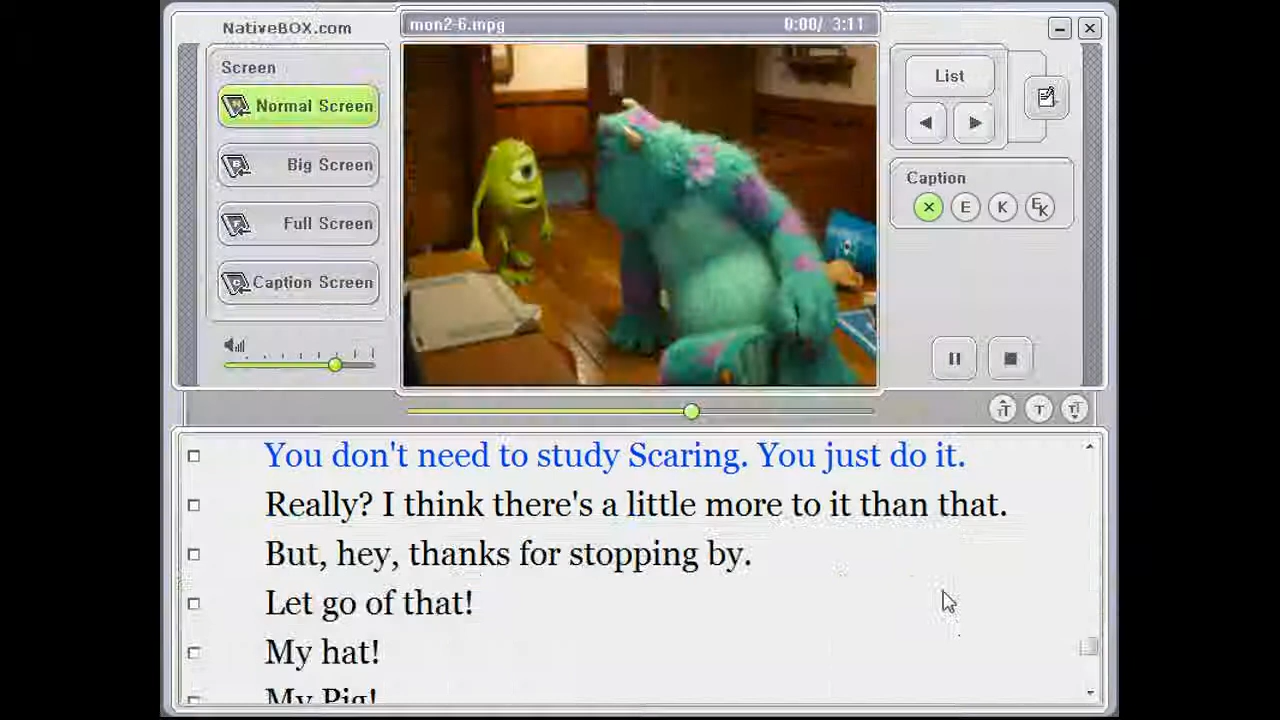 NativeBOX.com
mon2-6.mpg
0:00/ 3:11
Screen
Normal Screen
Big Screen
Full Screen
Caption Screen
List
Caption
X
E
K
EK
T
T
T
You don't need to study Scaring. You just do it.
Really? I think there's a little more to it than that.
But, hey, thanks for stopping by.
Let go of that!
My hat!
My Pig!